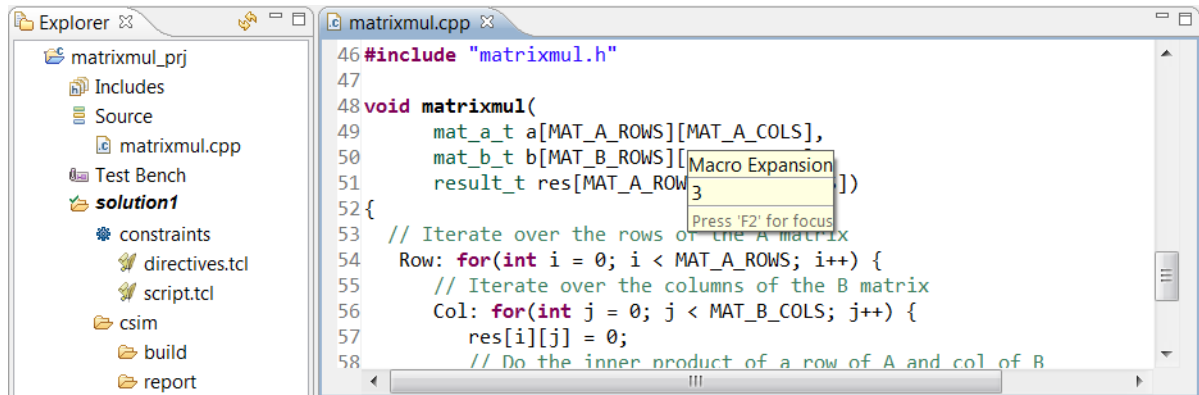 Explorer
matrixmul_prj
Includes
Source
matrixmul.cpp
Test Bench
solution1
constraints
directives.tcl
script.tcl
csim
build
report
matrixmul.cpp
46 #include "matrixmul.h"
47
48 void matrixmul(
49 mat_a_t a[MAT_A_ROWS][MAT_A_COLS],
50 mat_b_t b[MAT_B_ROWS][
51 result_t res[MAT_A_ROW ])
52 {
53 // Iterate over the rows of the A matrix
54 Row: for(int i = 0; i < MAT_A_ROWS; i++) {
55 // Iterate over the columns of the B matrix
56 Col: for(int j = 0; j < MAT_B_COLS; j++) {
57 res[i][j] = 0;
58 // Do the inner product of a row of A and col of B
Macro Expansion
3
Press 'F2' for focus